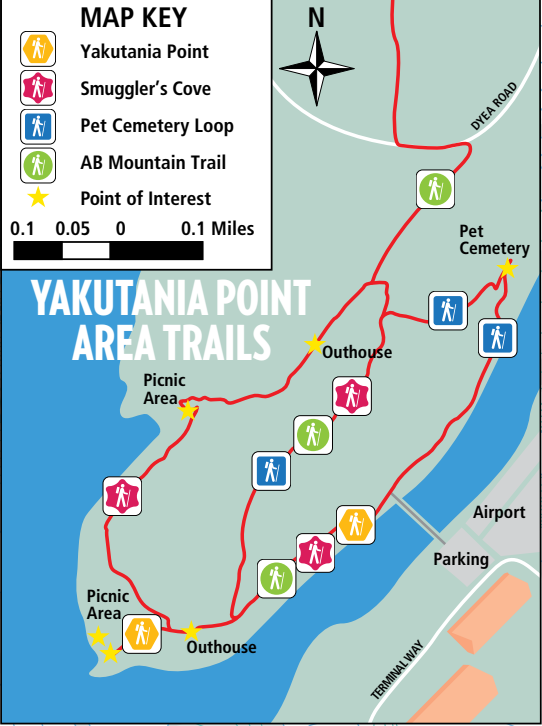 MAP KEY
Yakutania Point
Smuggler's Cove
Pet Cemetery Loop
AB Mountain Trail
Point of Interest
0.1 0.05 0 0.1 Miles
N
DYEA ROAD
Pet
Cemetery
YAKUTANIA POINT
AREA TRAILS
Outhouse
Picnic
Area
Airport
Parking
Picnic
Area
Outhouse
TERMINAL WAY